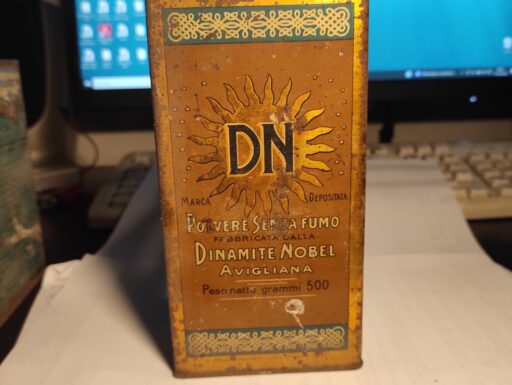 DN
MARCA DEPOSITATA
POLVERE SENZA FUMO
FABBRICATA DALLA
DINAMITE NOBEL
AVIGLIANA
Peso netto grammi 500